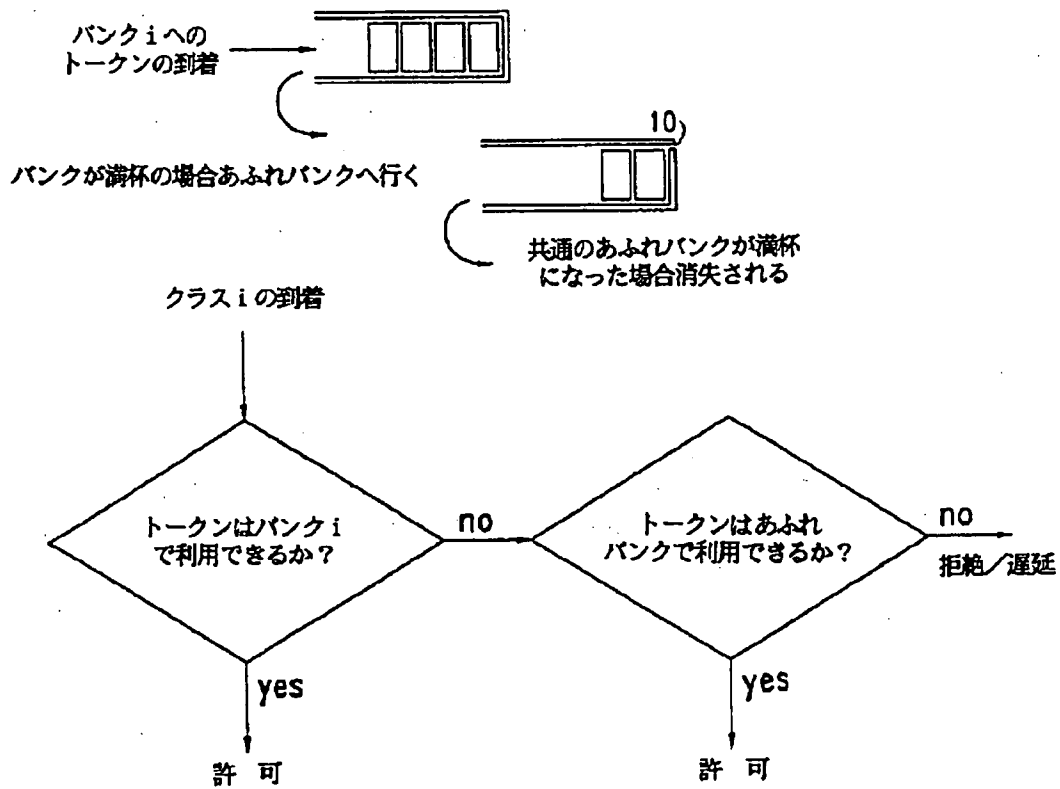 バンクiへの
トークンの到着
10
バンクが満杯の場合あふれバンクへ行く
共通のあふれバンクが満杯
になった場合消失される
クラスiの到着
トークンはバンクi
で利用できるか？
no
トークンはあふれ
バンクで利用できるか？
no
拒絶／遅延
yes
yes
許 可
許 可